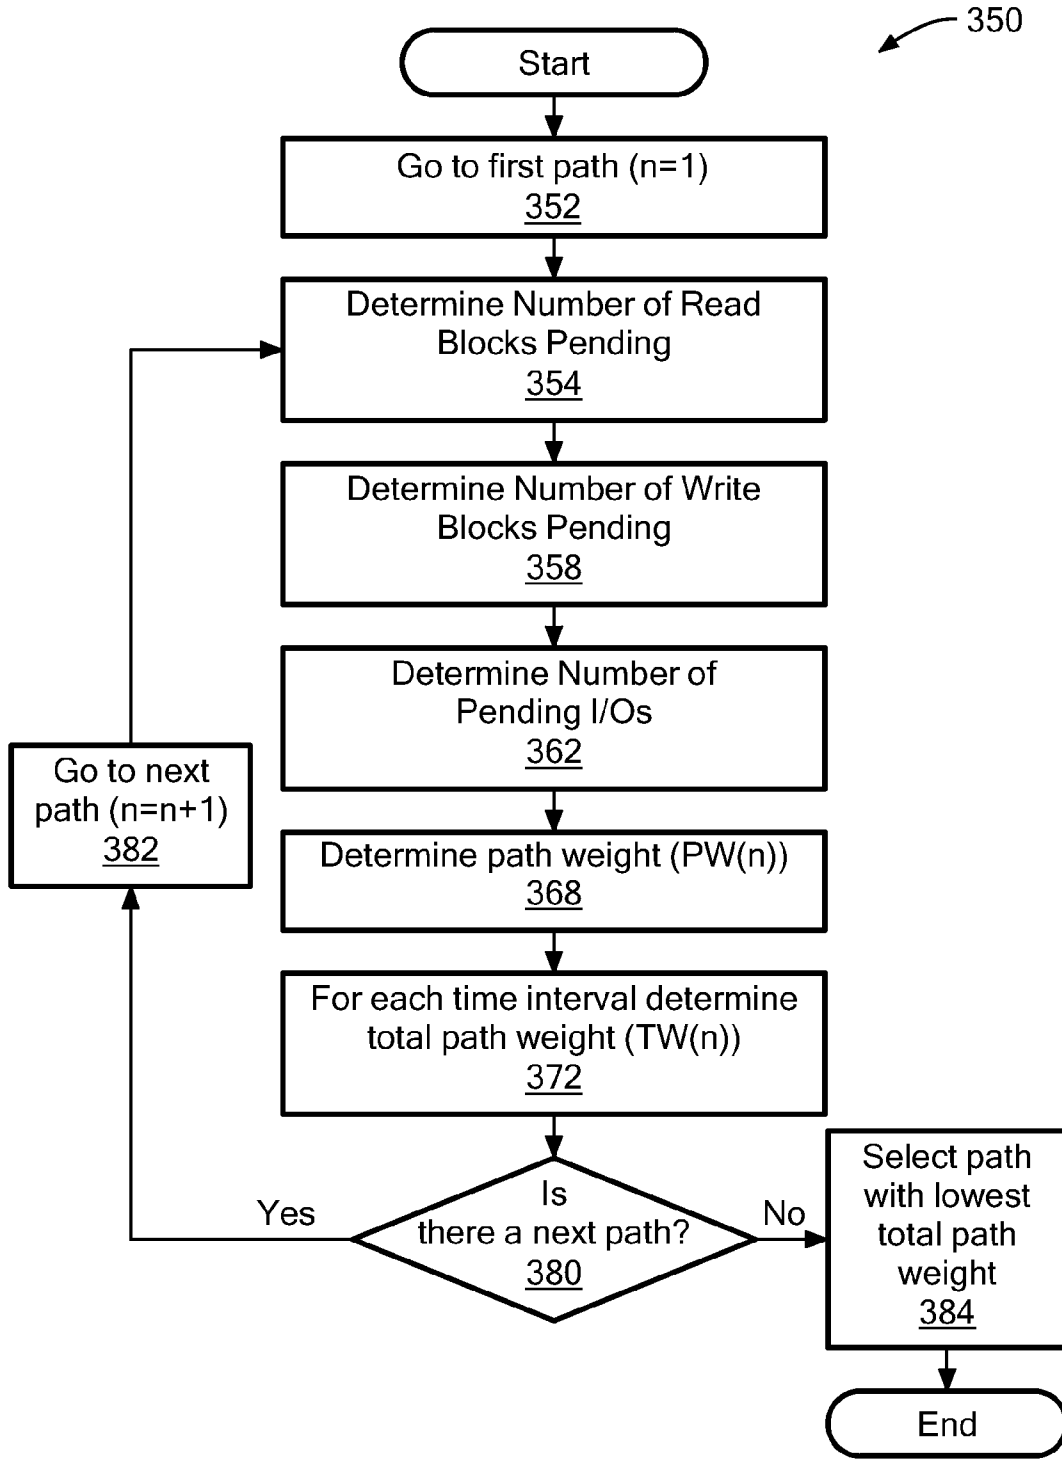 350
Start
Go to first path (n=1)
352
Determine Number of Read
Blocks Pending
354
Determine Number of Write
Blocks Pending
358
Determine Number of
Pending I/Os
362
Go to next
path (n=n+1)
382
Determine path weight (PW(n))
368
For each time interval determine
total path weight (TW(n))
372
Is
there a next path?
380
Yes
No
Select path
with lowest
total path
weight
384
End